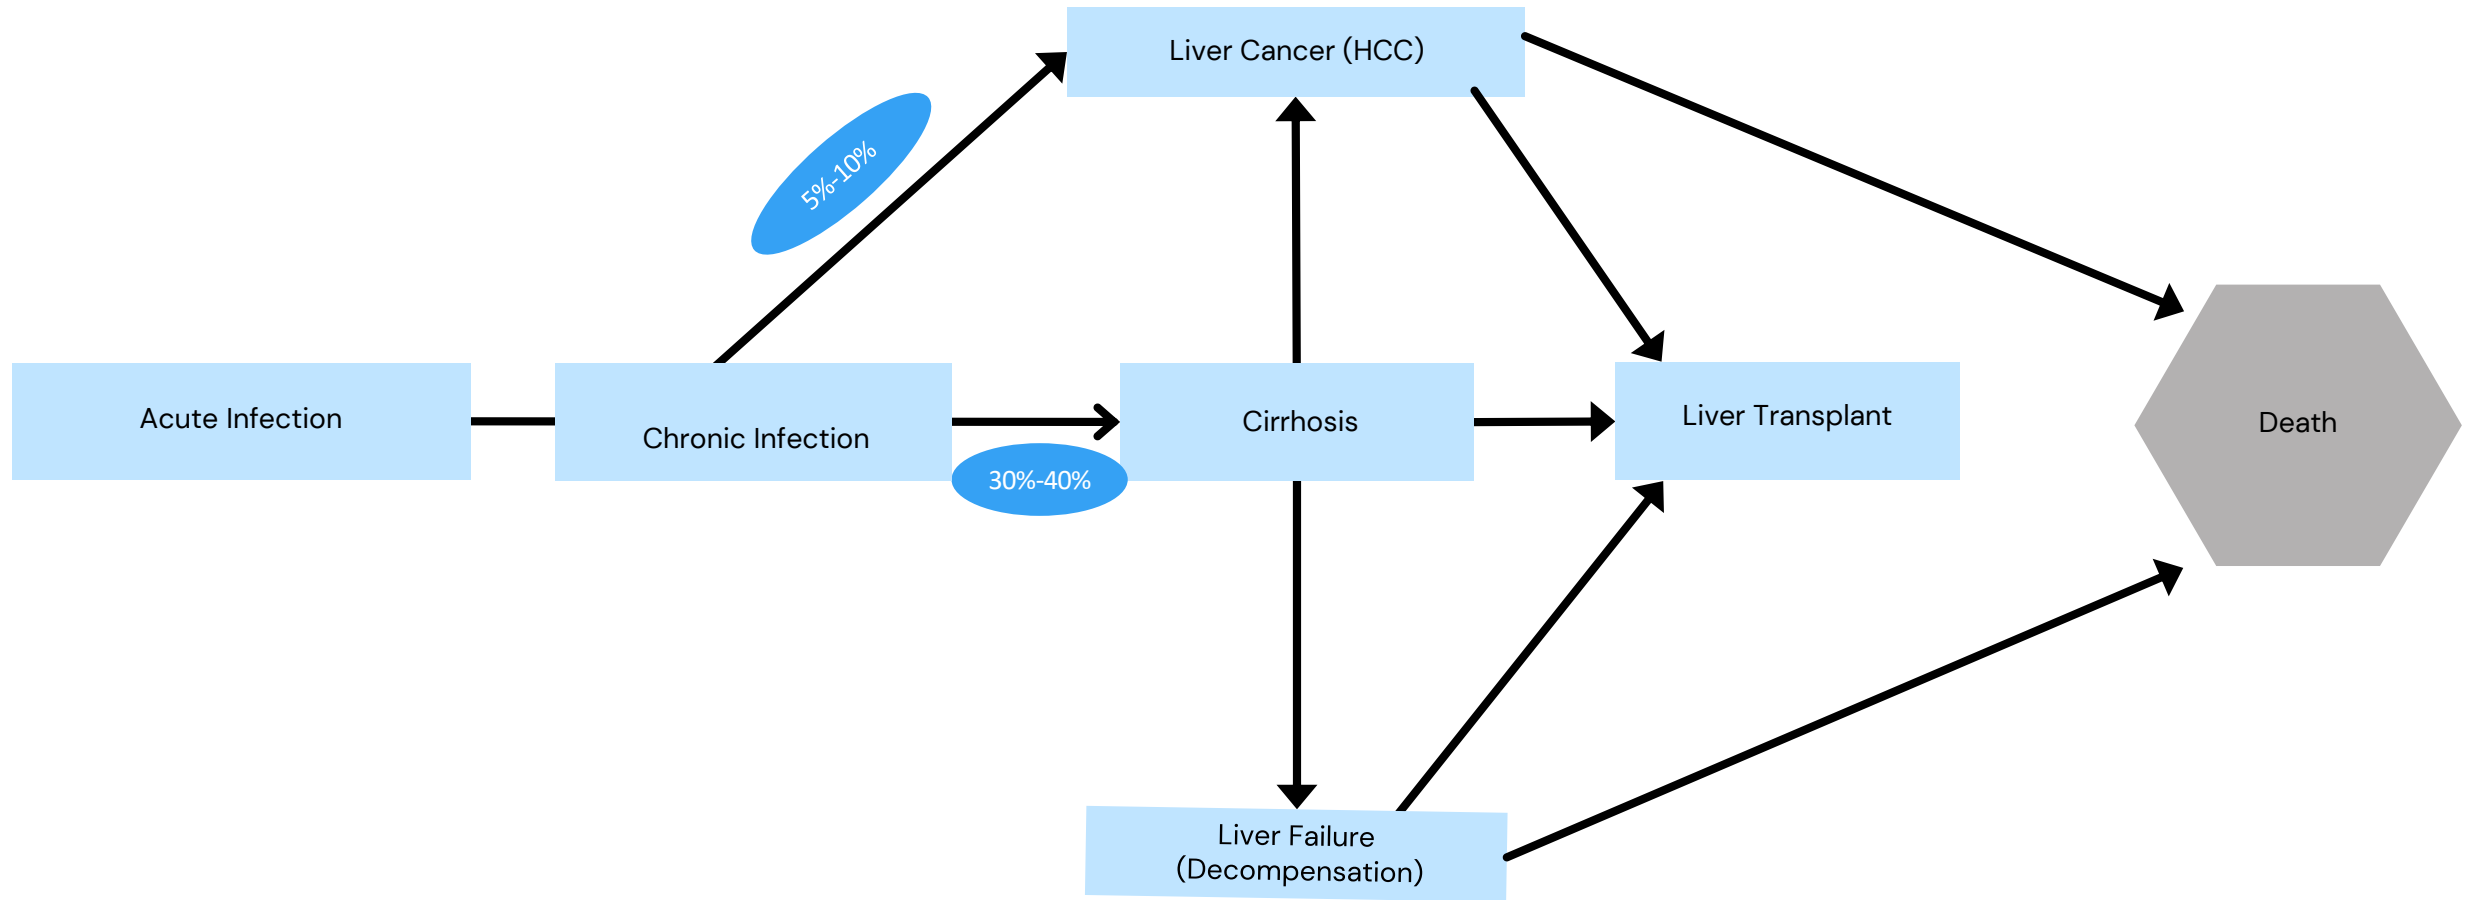 Liver Cancer (HCC)
5%-10%
Acute Infection
Chronic Infection
30%-40%
Cirrhosis
Liver Transplant
Death
Liver Failure
(Decompensation)